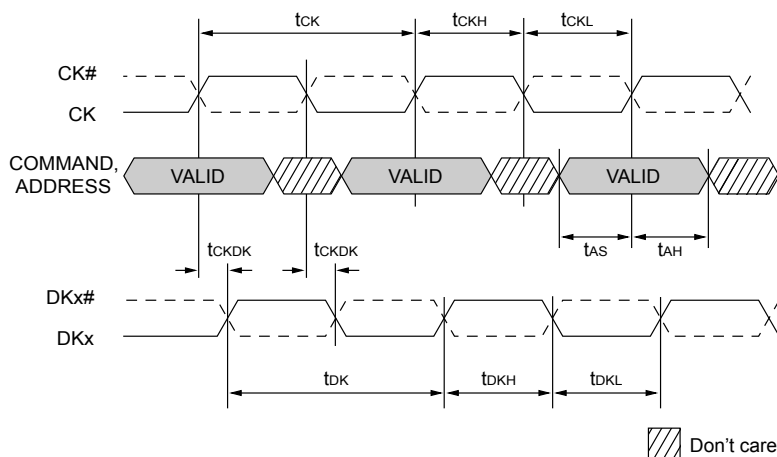 tCK tCKH tCKL
CK#
CK
COMMAND,
ADDRESS
VALID VALID VALID
tCKDK tCKDK tAS tAH
DKx#
DKx
tDK tDKH tDKL
Don't care